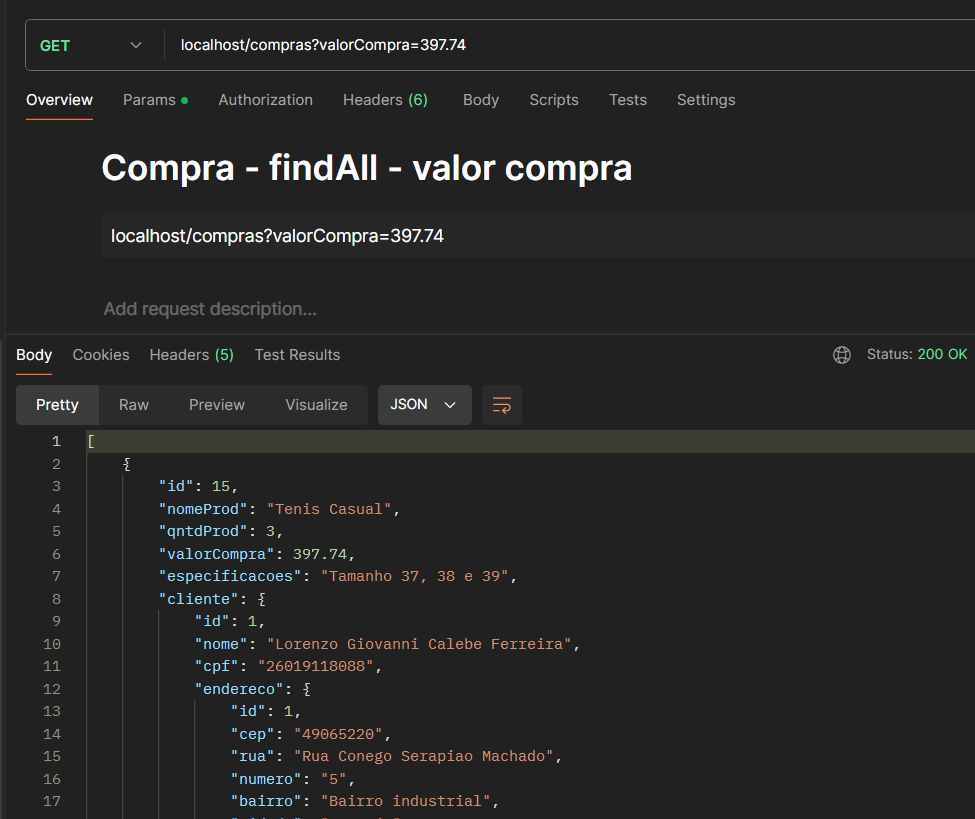 GET localhost/compras?valorCompra=397.74
Overview Params Authorization Headers (6) Body Scripts Tests Settings
Compra - findAll - valor compra
localhost/compras?valorCompra=397.74
Add request description...
Body Cookies Headers (5) Test Results Status: 200 OK
Pretty Raw Preview Visualize JSON
1 [
2 {
3 "id": 15,
4 "nomeProd": "Tenis Casual",
5 "qntdProd": 3,
6 "valorCompra": 397.74,
7 "especificacoes": "Tamanho 37, 38 e 39",
8 "cliente": {
9 "id": 1,
10 "nome": "Lorenzo Giovanni Calebe Ferreira",
11 "cpf": "26019118088",
12 "endereco": {
13 "id": 1,
14 "cep": "49065220",
15 "rua": "Rua Conego Serapiao Machado",
16 "numero": "5",
17 "bairro": "Bairro industrial",